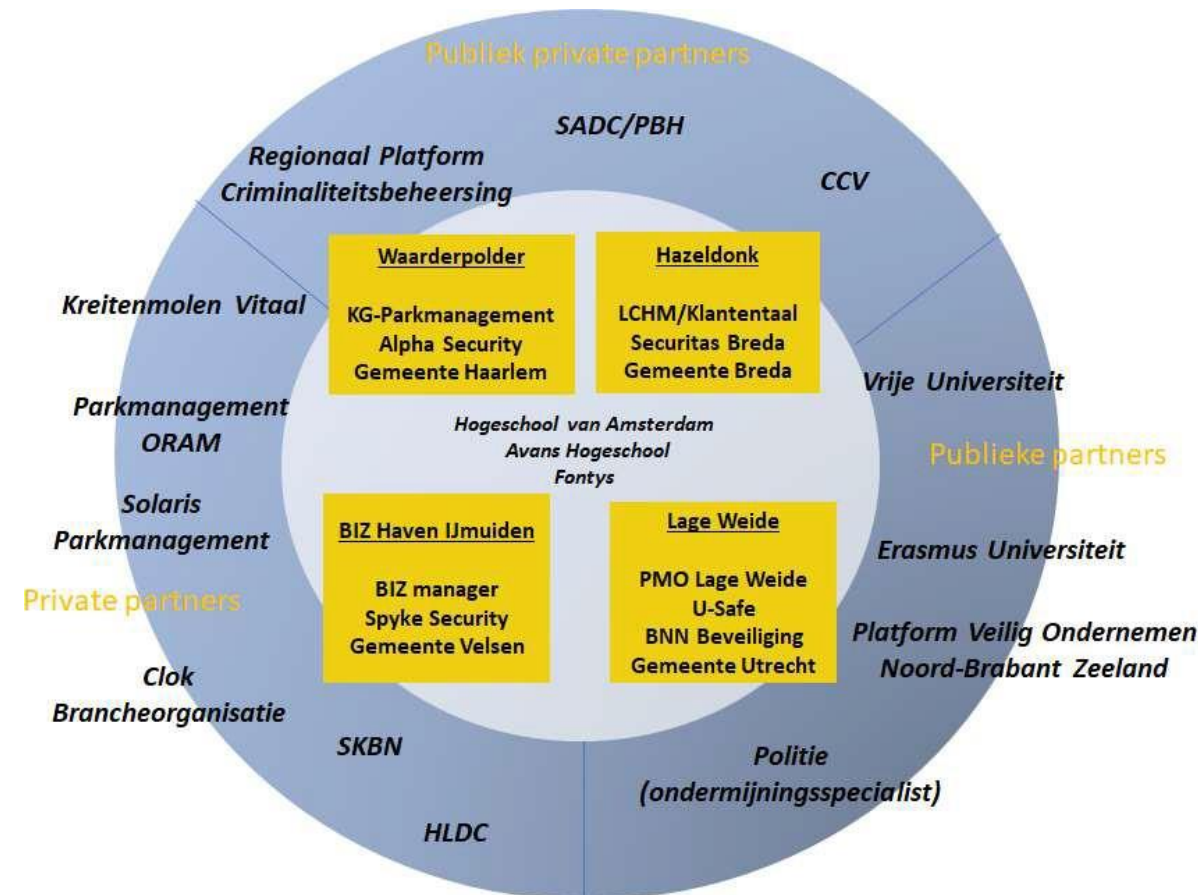 Publiek private partners
SADC/PBH
Regionaal Platform
Criminaliteitsbeheersing
CCV
Waarderpolder
KG-Parkmanagement
Alpha Security
Gemeente Haarlem
Hazeldonk
LCHM/Klantentaal
Securitas Breda
Gemeente Breda
Kreitenmolen Vitaal
Parkmanagement
ORAM
Solaris
Parkmanagement
Private partners
Clok
Brancheorganisatie
SKBN
HLDC
Hogeschool van Amsterdam
Avans Hogeschool
Fontys
BIZ Haven IJmuiden
BIZ manager
Spyke Security
Gemeente Velsen
Lage Weide
PMO Lage Weide
U-Safe
BNN Beveiliging
Gemeente Utrecht
Vrije Universiteit
Publieke partners
Erasmus Universiteit
Platform Veilig Ondernemen
Noord-Brabant Zeeland
Politie
(ondermijningsspecialist)